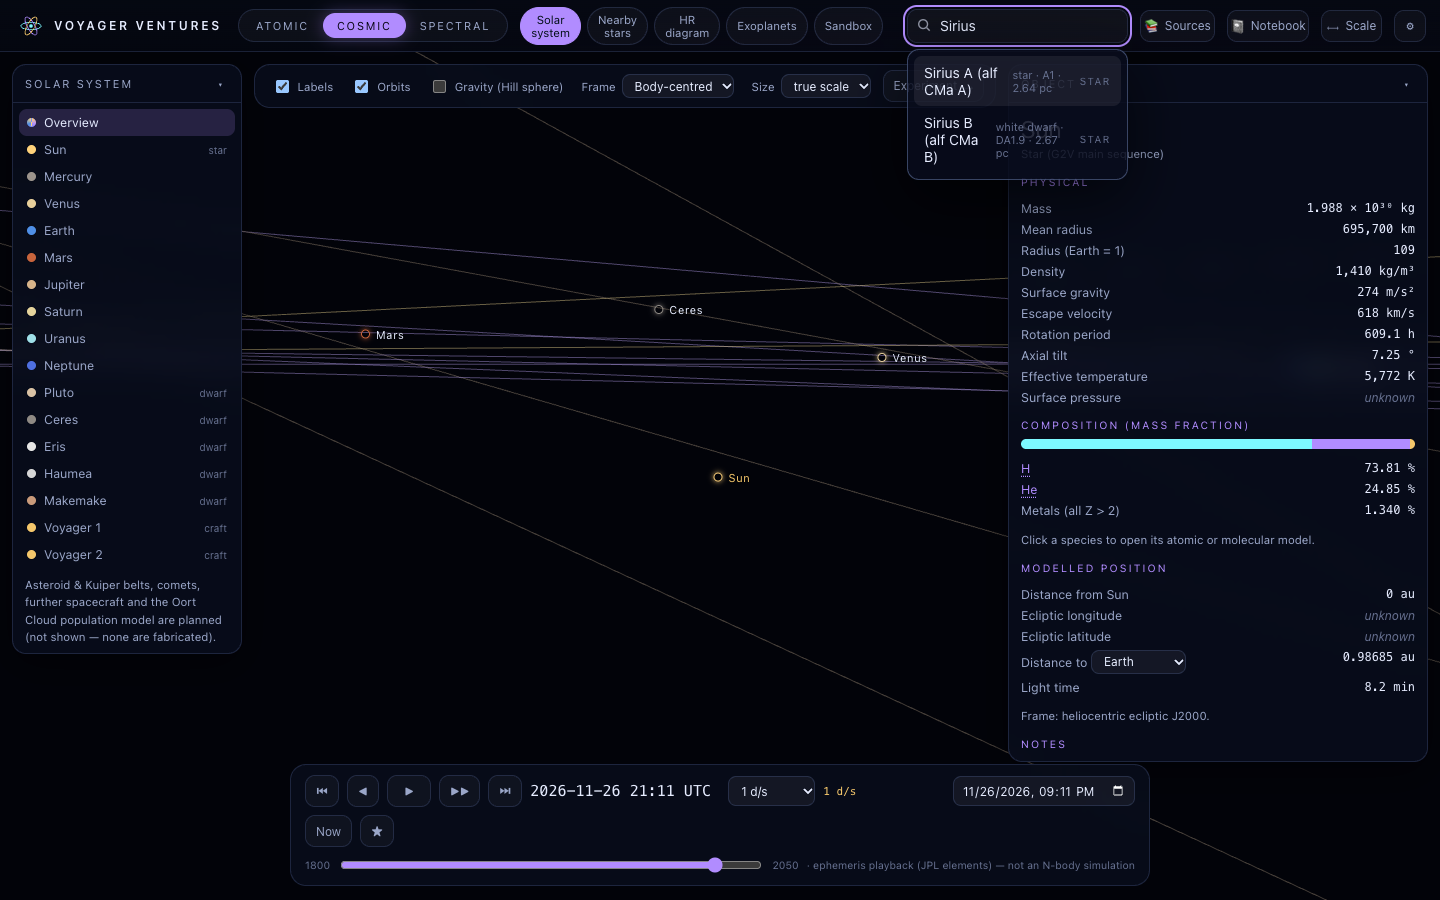 VOYAGER VENTURES
ATOMIC
COSMIC
SPECTRAL
Solar
system
Nearby
stars
HR
diagram
Exoplanets
Sandbox
Sirius
Sources
Notebook
Scale
Sirius A (alf
CMa A)
star · A1 ·
2.64 pc
STAR
Sirius B
(alf CMa
B)
white dwarf ·
DA1.9 · 2.67
pc
STAR
SOLAR SYSTEM
Overview
Sun star
Mercury
Venus
Earth
Mars
Jupiter
Saturn
Uranus
Neptune
Pluto dwarf
Ceres dwarf
Eris dwarf
Haumea dwarf
Makemake dwarf
Voyager 1 craft
Voyager 2 craft
Asteroid & Kuiper belts, comets,
further spacecraft and the Oort
Cloud population model are planned
(not shown — none are fabricated).
Labels
Orbits
Gravity (Hill sphere)
Frame
Body-centred
Size
true scale
Ceres
Mars
Venus
Sun
Sun
Star (G2V main sequence)
PHYSICAL
Mass 1.988 × 10³⁰ kg
Mean radius 695,700 km
Radius (Earth = 1) 109
Density 1,410 kg/m³
Surface gravity 274 m/s²
Escape velocity 618 km/s
Rotation period 609.1 h
Axial tilt 7.25 °
Effective temperature 5,772 K
Surface pressure unknown
COMPOSITION (MASS FRACTION)
H 73.81 %
He 24.85 %
Metals (all Z > 2) 1.340 %
Click a species to open its atomic or molecular model.
MODELLED POSITION
Distance from Sun 0 au
Ecliptic longitude unknown
Ecliptic latitude unknown
Distance to Earth 0.98685 au
Light time 8.2 min
Frame: heliocentric ecliptic J2000.
NOTES
2026-11-26 21:11 UTC
1 d/s
1 d/s
11/26/2026, 09:11 PM
Now
1800
2050 · ephemeris playback (JPL elements) — not an N-body simulation